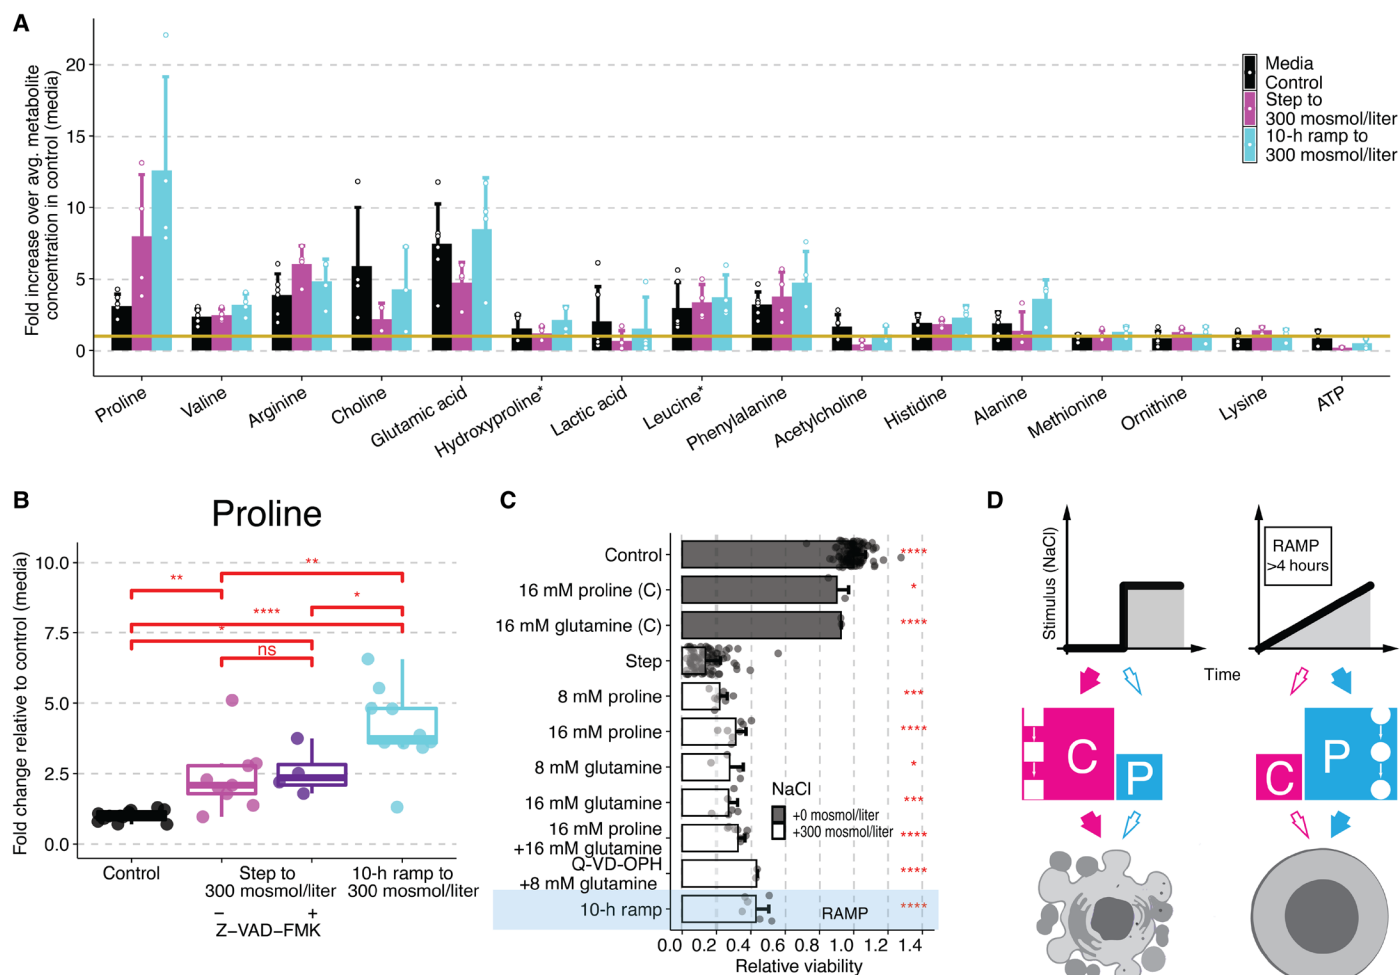 A
Fold increase over avg. metabolite
concentration in control (media)
20
15
10
5
0
Media
Control
Step to
300 mosmol/liter
10-h ramp to
300 mosmol/liter
Proline
Valine
Arginine
Choline
Glutamic acid
Hydroxyproline*
Lactic acid
Leucine*
Phenylalanine
Acetylcholine
Histidine
Alanine
Methionine
Ornithine
Lysine
ATP
B
Proline
Fold change relative to control (media)
10.0
7.5
5.0
2.5
0.0
**
**
*
****
*
ns
Control
Step to
300 mosmol/liter
10-h ramp to
300 mosmol/liter
– +
Z–VAD–FMK
C
Control ****
16 mM proline (C) *
16 mM glutamine (C) ****
Step
8 mM proline ***
16 mM proline ****
8 mM glutamine *
16 mM glutamine ***
16 mM proline
+16 mM glutamine ****
Q-VD-OPH
+8 mM glutamine ****
10-h ramp RAMP ****
NaCl
+0 mosmol/liter
+300 mosmol/liter
0.0 0.2 0.4 0.6 0.8 1.0 1.2 1.4
Relative viability
D
Stimulus (NaCl)
RAMP
>4 hours
Time
C
P
C
P